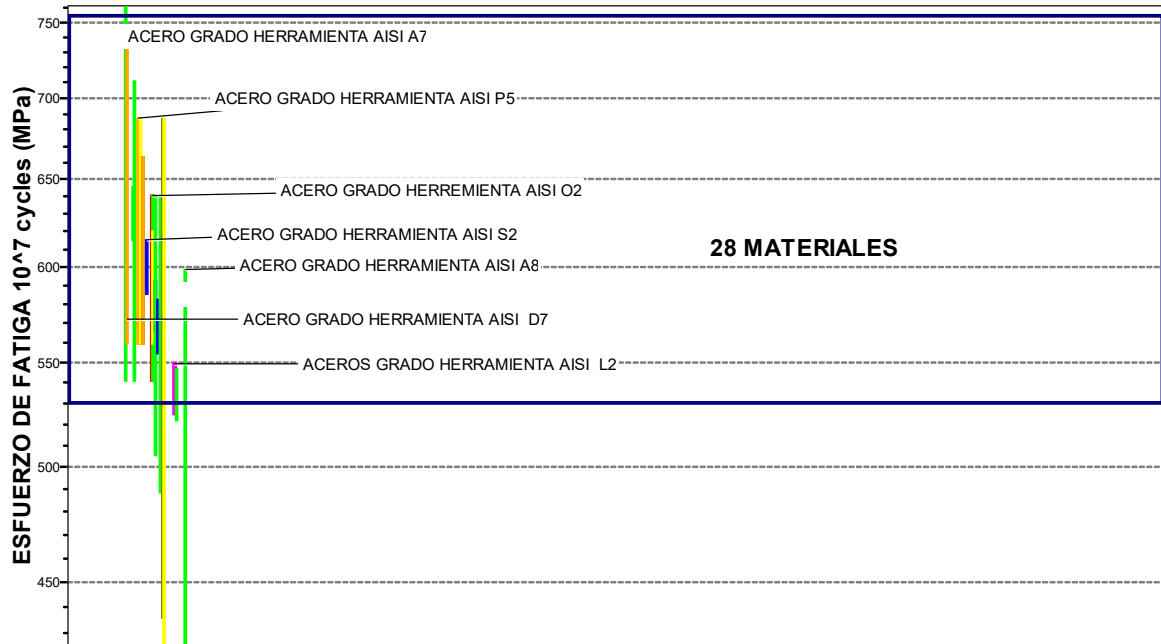 ESFUERZO DE FATIGA 10^7 cycles (MPa)
750
ACERO GRADO HERRAMIENTA AISI A7
700
ACERO GRADO HERRAMIENTA AISI P5
650
ACERO GRADO HERREMIENTA AISI O2
ACERO GRADO HERRAMIENTA AISI S2
28 MATERIALES
600
ACERO GRADO HERRAMIENTA AISI A8
ACERO GRADO HERRAMIENTA AISI D7
550
ACEROS GRADO HERRAMIENTA AISI L2
500
450